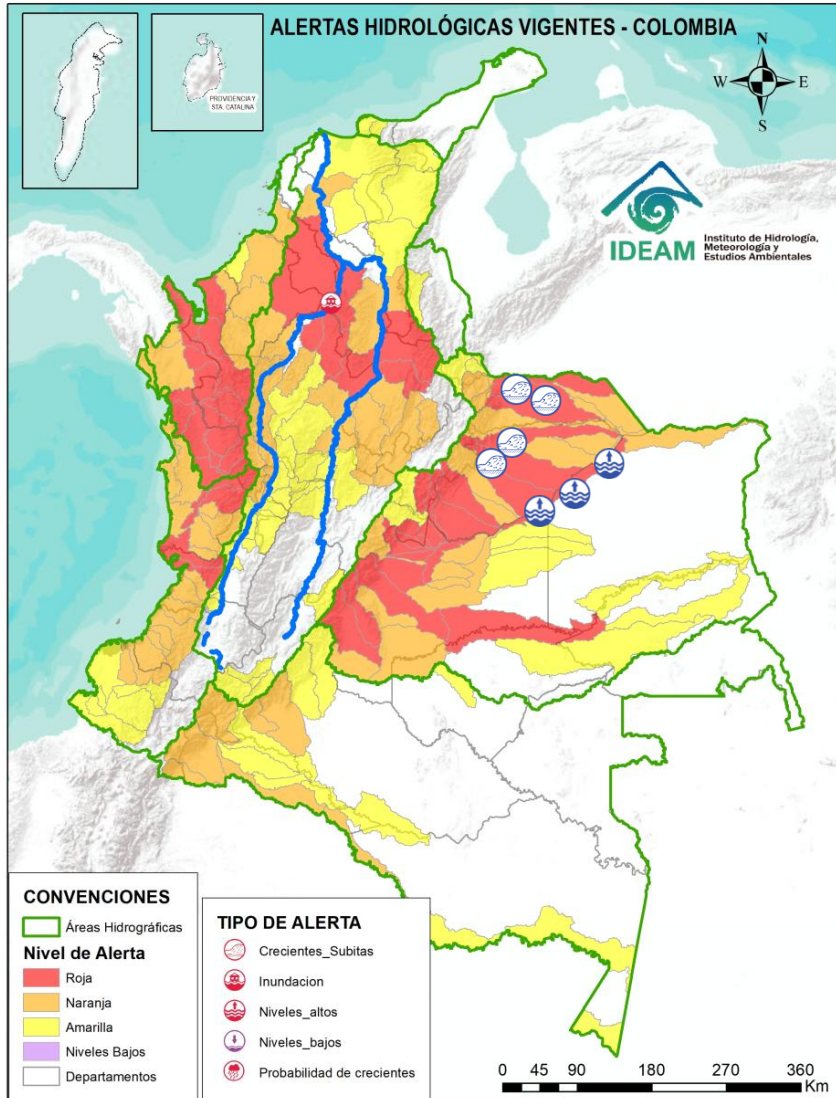 ALERTAS HIDROLÓGICAS VIGENTES - COLOMBIA
PROVIDENCIA Y
STA. CATALINA
N
W
E
S
IDEAM
Instituto de Hidrología,
Meteorología y
Estudios Ambientales
CONVENCIONES
Áreas Hidrográficas
Nivel de Alerta
Roja
Naranja
Amarilla
Niveles Bajos
Departamentos
TIPO DE ALERTA
Crecientes_Subitas
Inundacion
Niveles_altos
Niveles_bajos
Probabilidad de crecientes
0 45 90 180 270 360
Km